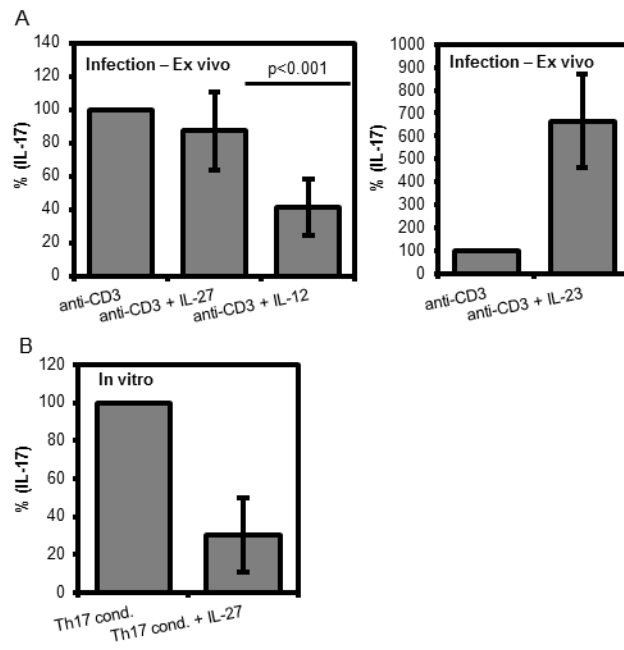 A
Infection – Ex vivo
p<0.001
% (IL-17)
140
120
100
80
60
40
20
0
anti-CD3
anti-CD3 + IL-27
anti-CD3 + IL-12
Infection – Ex vivo
% (IL-17)
1000
900
800
700
600
500
400
300
200
100
0
anti-CD3
anti-CD3 + IL-23
B
In vitro
% (IL-17)
120
100
80
60
40
20
0
Th17 cond.
Th17 cond. + IL-27